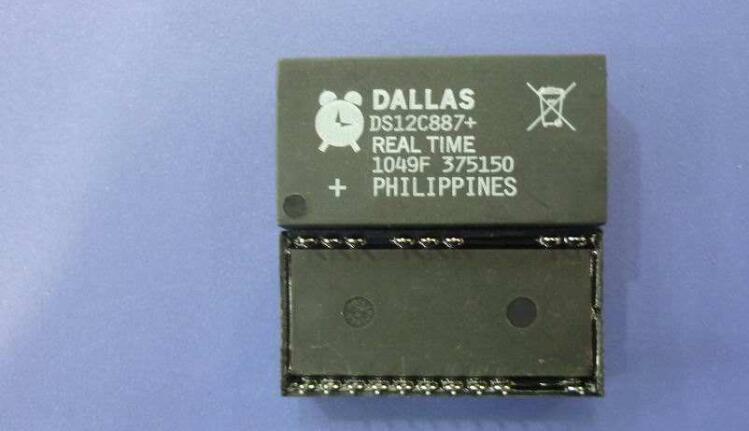 DALLAS
DS12C887+
REAL TIME
1049F 375150
+ PHILIPPINES